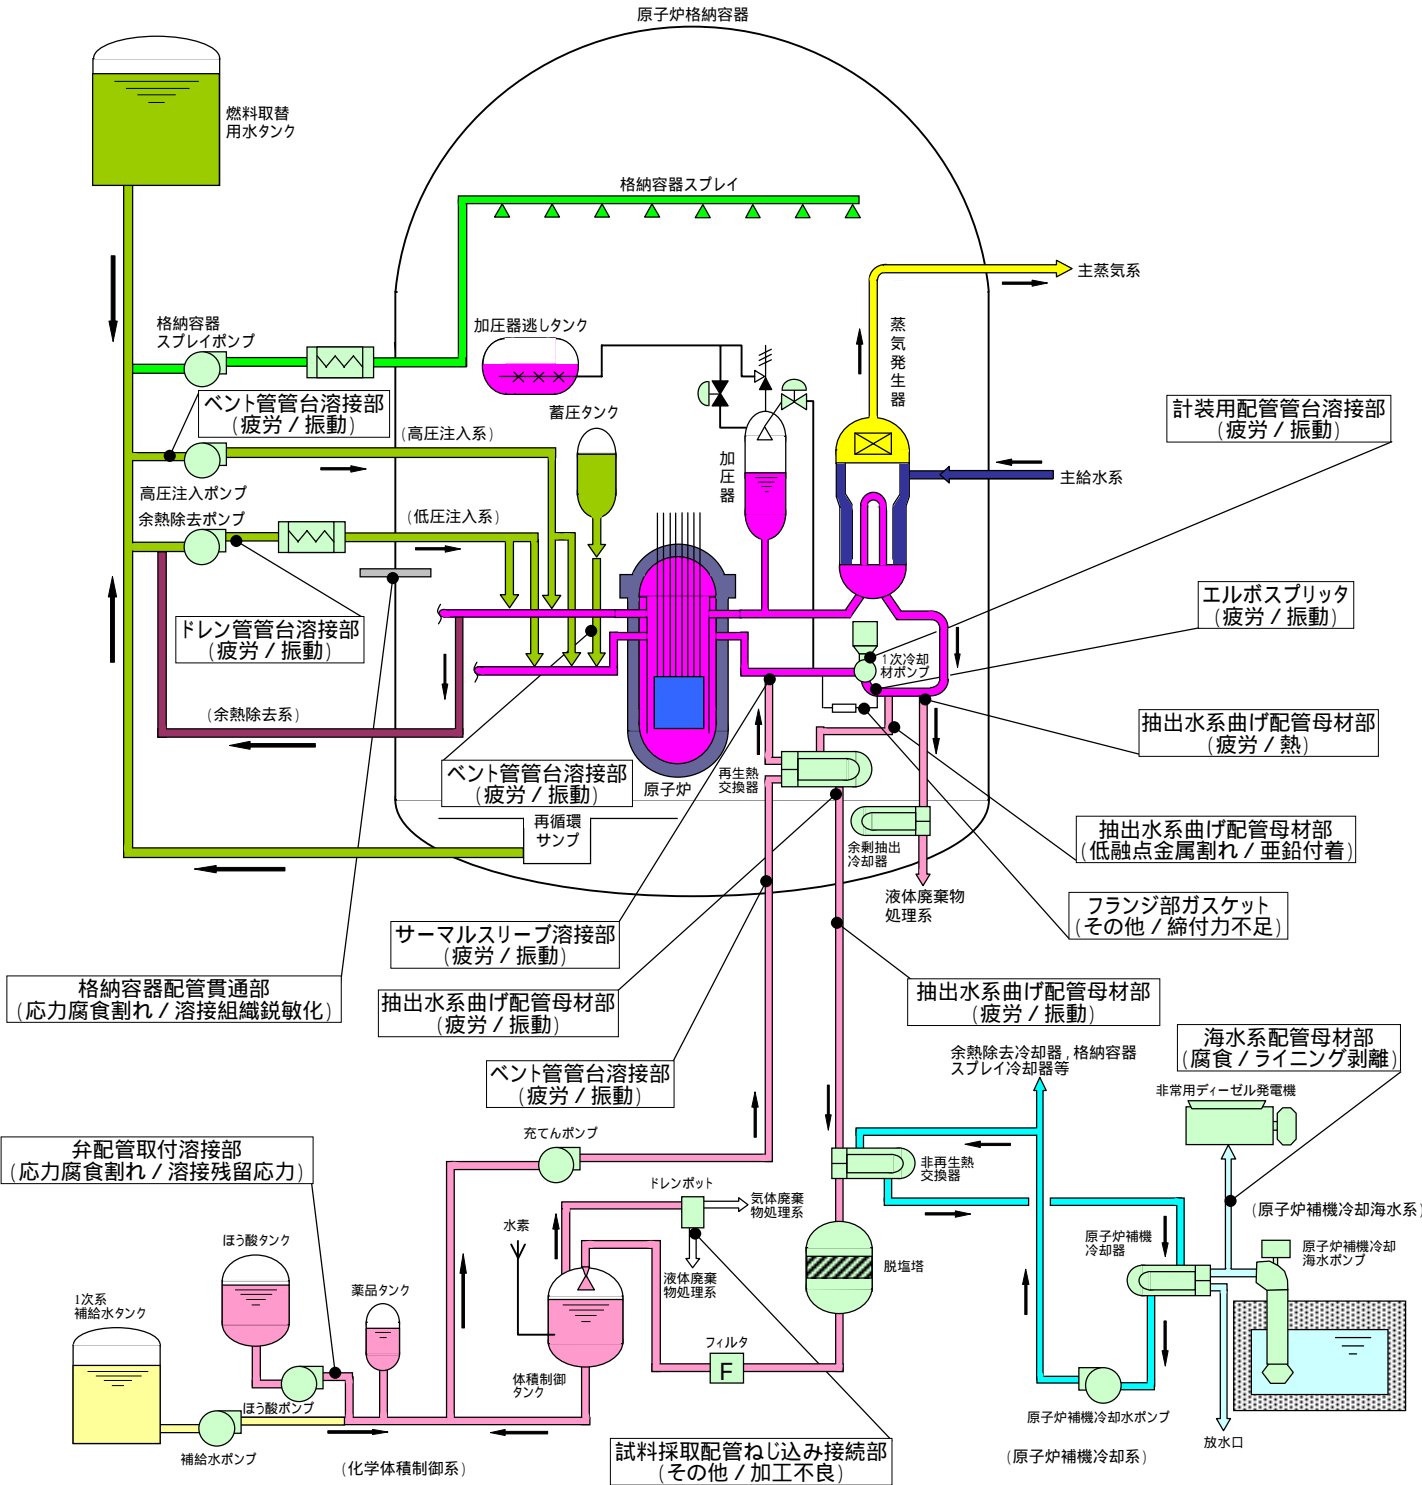 原子炉格納容器
燃料取替
用水タンク
格納容器スプレイ
主蒸気系
格納容器
スプレイポンプ
加圧器逃しタンク
蒸気発生器
ベント管管台溶接部
(疲労 / 振動)
蓄圧タンク
計装用配管管台溶接部
(疲労 / 振動)
(高圧注入系)
加圧器
主給水系
高圧注入ポンプ
余熱除去ポンプ
(低圧注入系)
エルボスプリッタ
(疲労 / 振動)
ドレン管管台溶接部
(疲労 / 振動)
1次冷却
材ポンプ
(余熱除去系)
抽出水系曲げ配管母材部
(疲労 / 熱)
ベント管管台溶接部
(疲労 / 振動)
原子炉
再生熱
交換器
再循環
サンプ
余剰抽出
冷却器
抽出水系曲げ配管母材部
(低融点金属割れ / 亜鉛付着)
液体廃棄物
処理系
フランジ部ガスケット
(その他 / 締付力不足)
サーマルスリーブ溶接部
(疲労 / 振動)
格納容器配管貫通部
(応力腐食割れ / 溶接組織鋭敏化)
抽出水系曲げ配管母材部
(疲労 / 振動)
抽出水系曲げ配管母材部
(疲労 / 振動)
海水系配管母材部
(腐食 / ライニング剥離)
余熱除去冷却器,格納容器
スプレイ冷却器等
ベント管管台溶接部
(疲労 / 振動)
非常用ディーゼル発電機
弁配管取付溶接部
(応力腐食割れ / 溶接残留応力)
充てんポンプ
非再生熱
交換器
ドレンポット
気体廃棄
物処理系
(原子炉補機冷却海水系)
水素
ほう酸タンク
原子炉補機
冷却器
原子炉補機冷却
海水ポンプ
脱塩塔
液体廃棄
物処理系
薬品タンク
1次系
補給水タンク
フィルタ
F
体積制御
タンク
ほう酸ポンプ
原子炉補機冷却水ポンプ
放水口
補給水ポンプ
(化学体積制御系)
試料採取配管ねじ込み接続部
(その他 / 加工不良)
(原子炉補機冷却系)